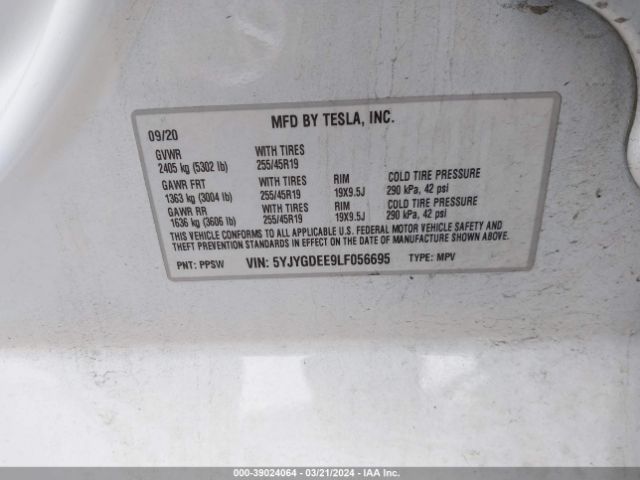 MFD BY TESLA, INC.
09/20
GVWR WITH TIRES
2405 kg (5302 lb) 255/45R19
GAWR FRT WITH TIRES RIM COLD TIRE PRESSURE
1363 kg (3004 lb) 255/45R19 19X9.5J 290 kPa, 42 psi
GAWR RR WITH TIRES RIM COLD TIRE PRESSURE
1636 kg (3606 lb) 255/45R19 19X9.5J 290 kPa, 42 psi
THIS VEHICLE CONFORMS TO ALL APPLICABLE U.S. FEDERAL MOTOR VEHICLE SAFETY AND
THEFT PREVENTION STANDARDS IN EFFECT ON THE DATE OF MANUFACTURE SHOWN ABOVE.
PNT: PPSW VIN: 5YJYGDEE9LF056695 TYPE: MPV
000-39024064 / 03/21/2024 - IAA Inc.